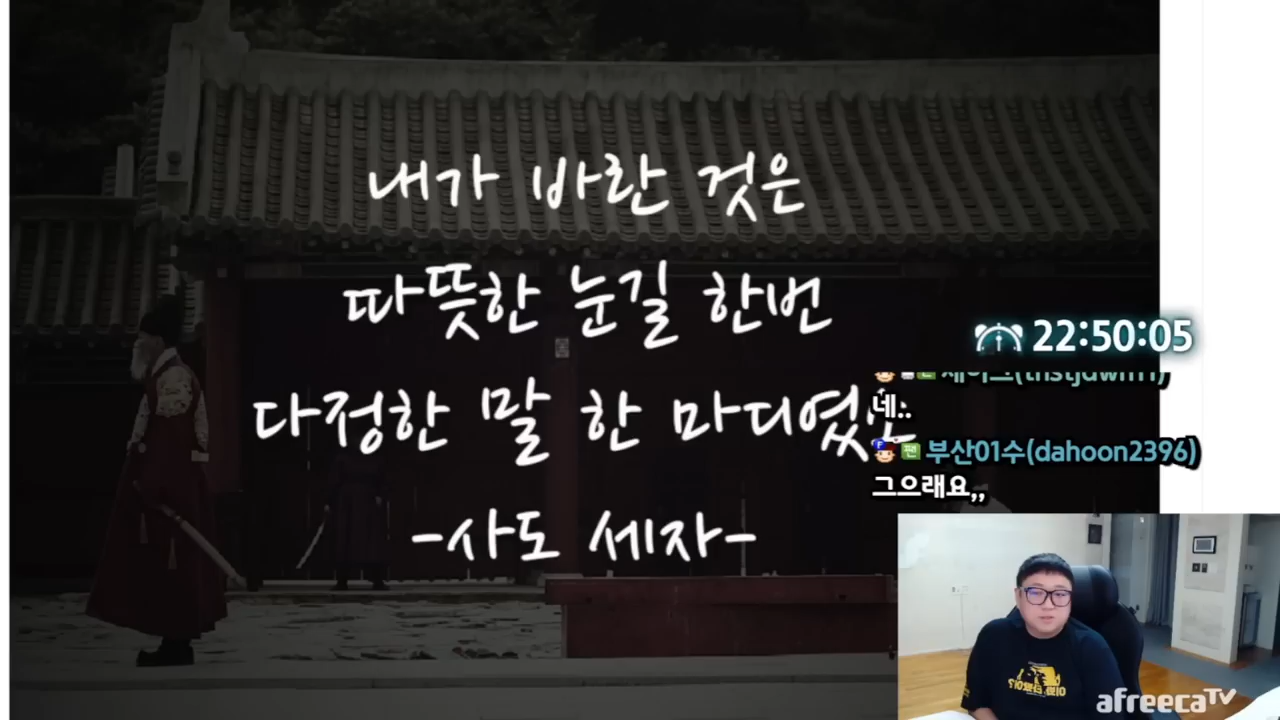 내가 바란 것은
따뜻한 눈길 한번
다정한 말 한 마디였소
-사도 세자-
22:50:05
네..
부산01수(dahoon2396)
그으래요,,
afreecaTV